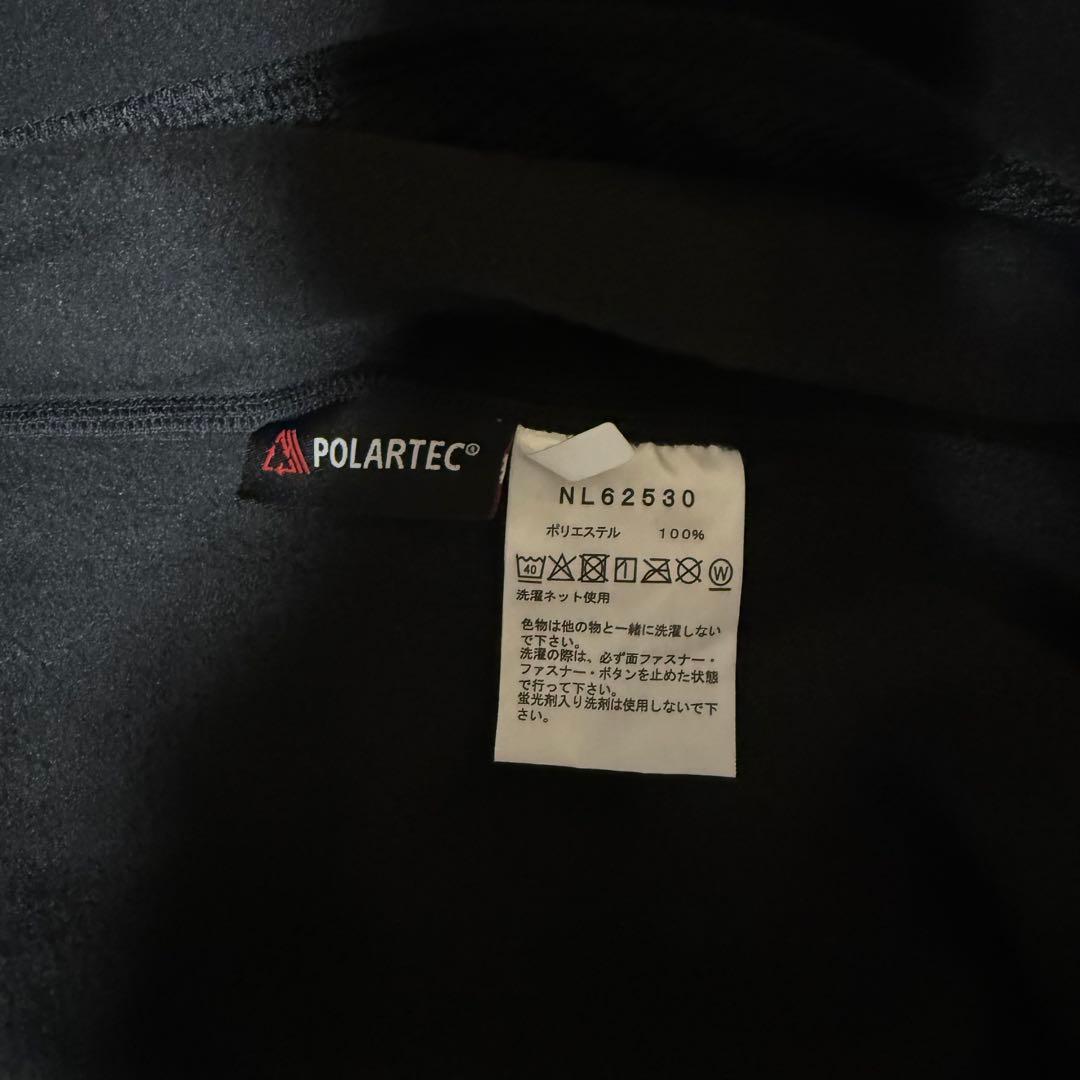 POLARTEC®
NL62530
ポリエステル 100%
40
W
洗濯ネット使用
色物は他の物と一緒に洗濯しない
で下さい。
洗濯の際は、必ず面ファスナー・
ファスナー・ボタンを止めた状態
で行って下さい。
蛍光剤入り洗剤は使用しないで下
さい。